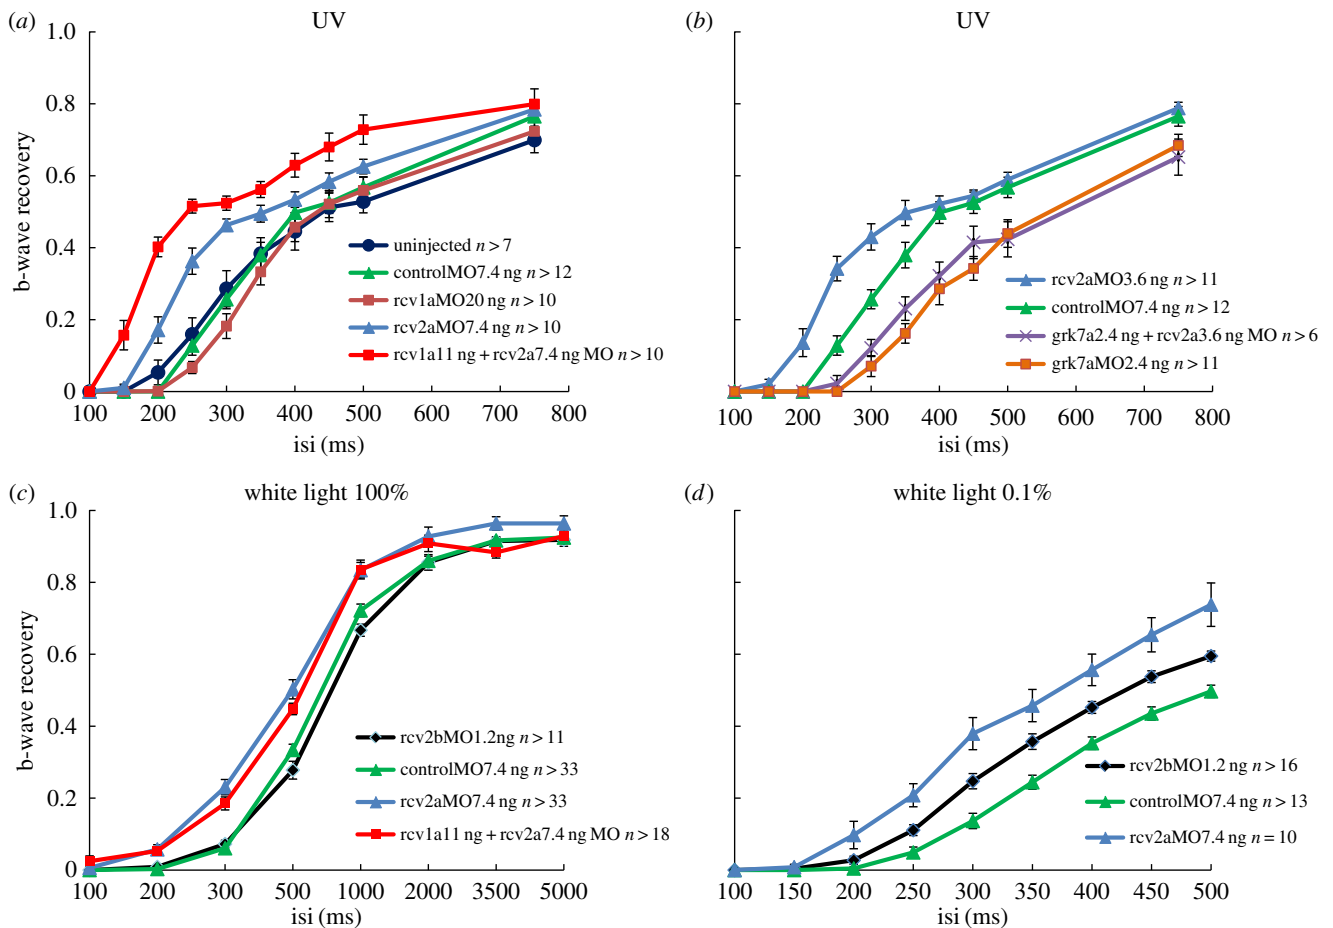 (a)
UV
1.0
0.8
0.6
0.4
0.2
0
b-wave recovery
uninjected n > 7
controlMO7.4 ng n > 12
rcv1aMO20 ng n > 10
rcv2aMO7.4 ng n > 10
rcv1a11 ng + rcv2a7.4 ng MO n > 10
100 200 300 400 500 600 700 800
isi (ms)
(b)
UV
rcv2aMO3.6 ng n > 11
controlMO7.4 ng n > 12
grk7a2.4 ng + rcv2a3.6 ng MO n > 6
grk7aMO2.4 ng n > 11
100 200 300 400 500 600 700 800
isi (ms)
(c)
white light 100%
1.0
0.8
0.6
0.4
0.2
0
b-wave recovery
rcv2bMO1.2ng n > 11
controlMO7.4 ng n > 33
rcv2aMO7.4 ng n > 33
rcv1a11 ng + rcv2a7.4 ng MO n > 18
100 200 300 500 1000 2000 3500 5000
isi (ms)
(d)
white light 0.1%
rcv2bMO1.2 ng n > 16
controlMO7.4 ng n > 13
rcv2aMO7.4 ng n = 10
100 150 200 250 300 350 400 450 500
isi (ms)